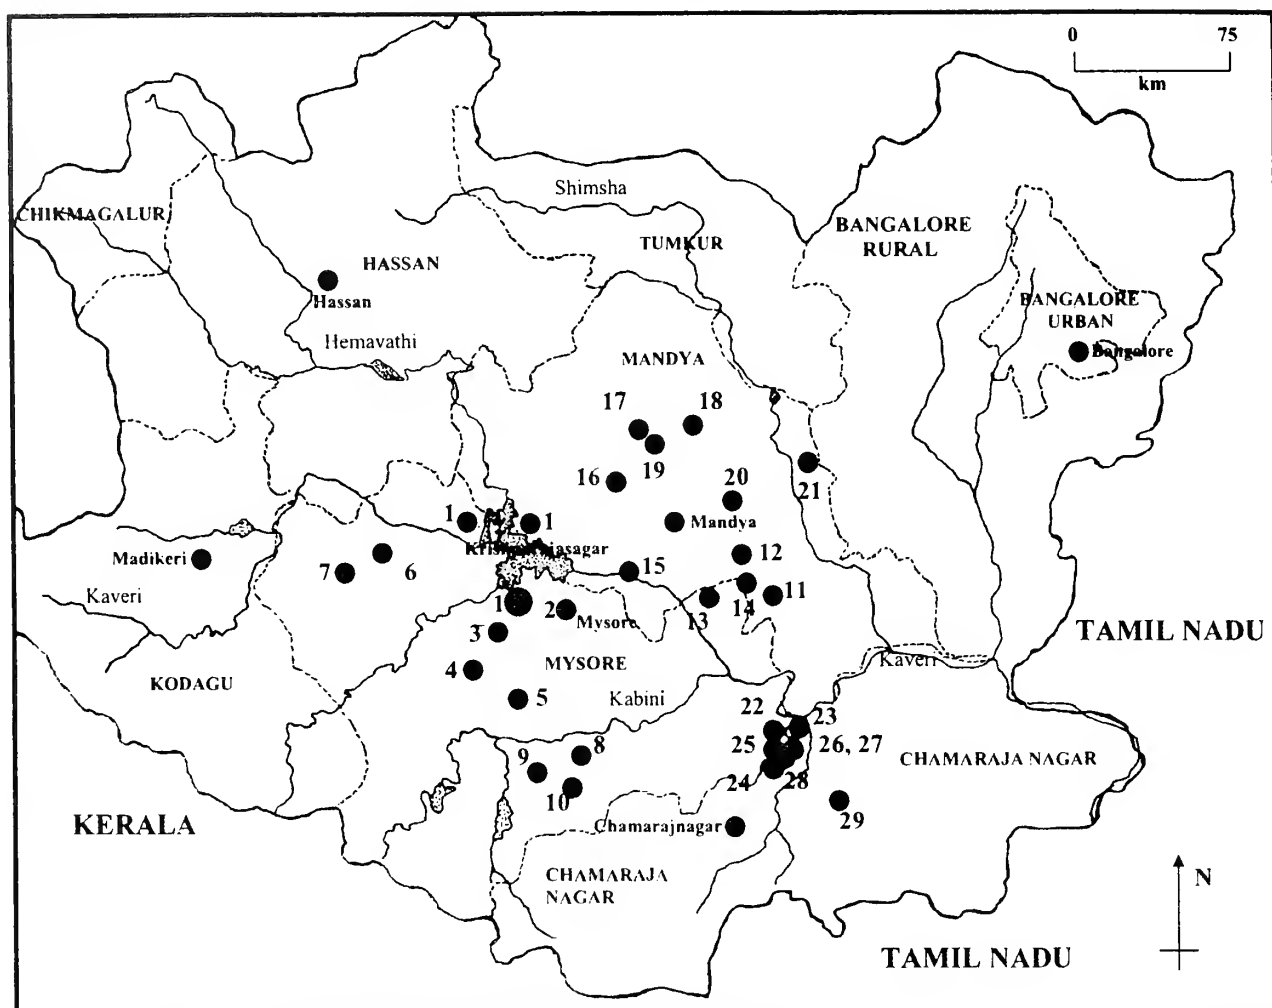 0 75
km
Shimsha
CHIKMAGALUR
TUMKUR
BANGALORE
RURAL
HASSAN
Hassan
BANGALORE
URBAN
Hemavathi
Bangalore
MANDYA
17
18
19
16
20
21
1
1
Mandya
Krishnarajasagar
Madikeri
12
7
6
15
Kaveri
14
11
1
2
13
Mysore
3
TAMIL NADU
MYSORE
Kaveri
4
KODAGU
5
Kabini
22
23
8
25
26, 27
9
CHAMARAJA NAGAR
24
28
10
29
KERALA
Chamarajnagar
CHAMARAJA
NAGAR
N
TAMIL NADU